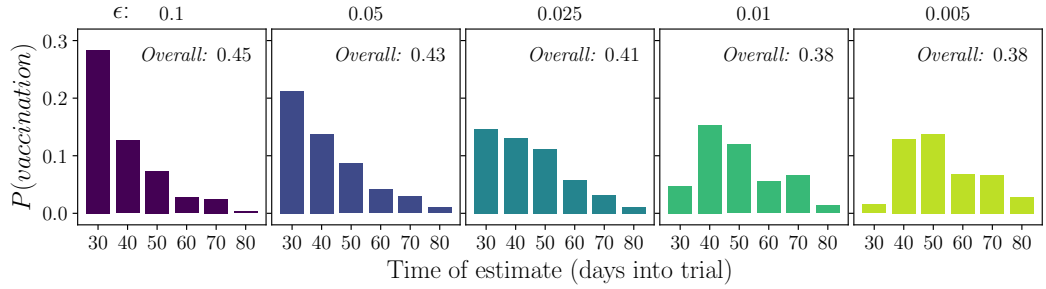 ϵ: 0.1 0.05 0.025 0.01 0.005
Overall: 0.45 Overall: 0.43 Overall: 0.41 Overall: 0.38 Overall: 0.38
P(vaccination)
0.3
0.2
0.1
0.0
30 40 50 60 70 80 30 40 50 60 70 80 30 40 50 60 70 80 30 40 50 60 70 80 30 40 50 60 70 80
Time of estimate (days into trial)